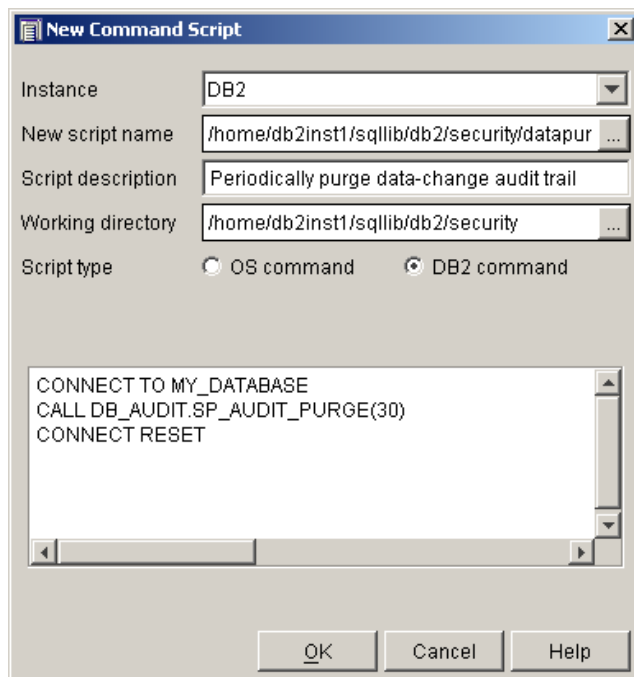 New Command Script
Instance DB2
New script name /home/db2inst1/sqllib/db2/security/datapur ...
Script description Periodically purge data-change audit trail
Working directory /home/db2inst1/sqllib/db2/security ...
Script type OS command DB2 command
CONNECT TO MY_DATABASE
CALL DB_AUDIT.SP_AUDIT_PURGE(30)
CONNECT RESET
OK Cancel Help